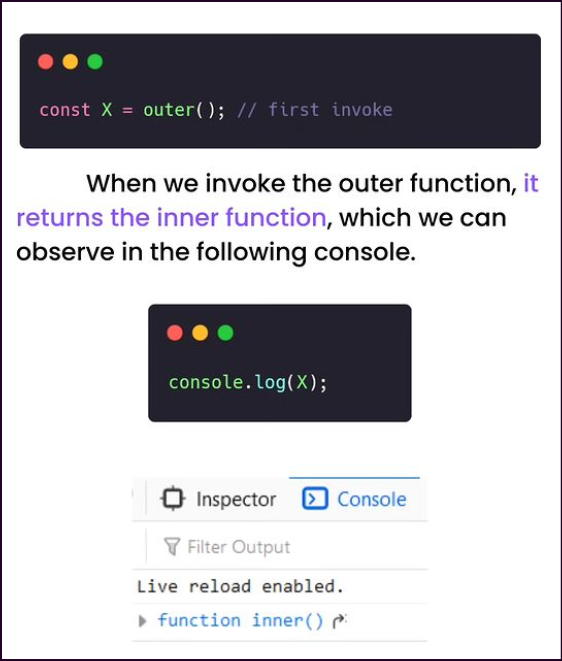 const X = outer(); // first invoke
When we invoke the outer function, it
returns the inner function, which we can
observe in the following console.
console.log(X);
Inspector Console
Filter Output
Live reload enabled.
function inner()